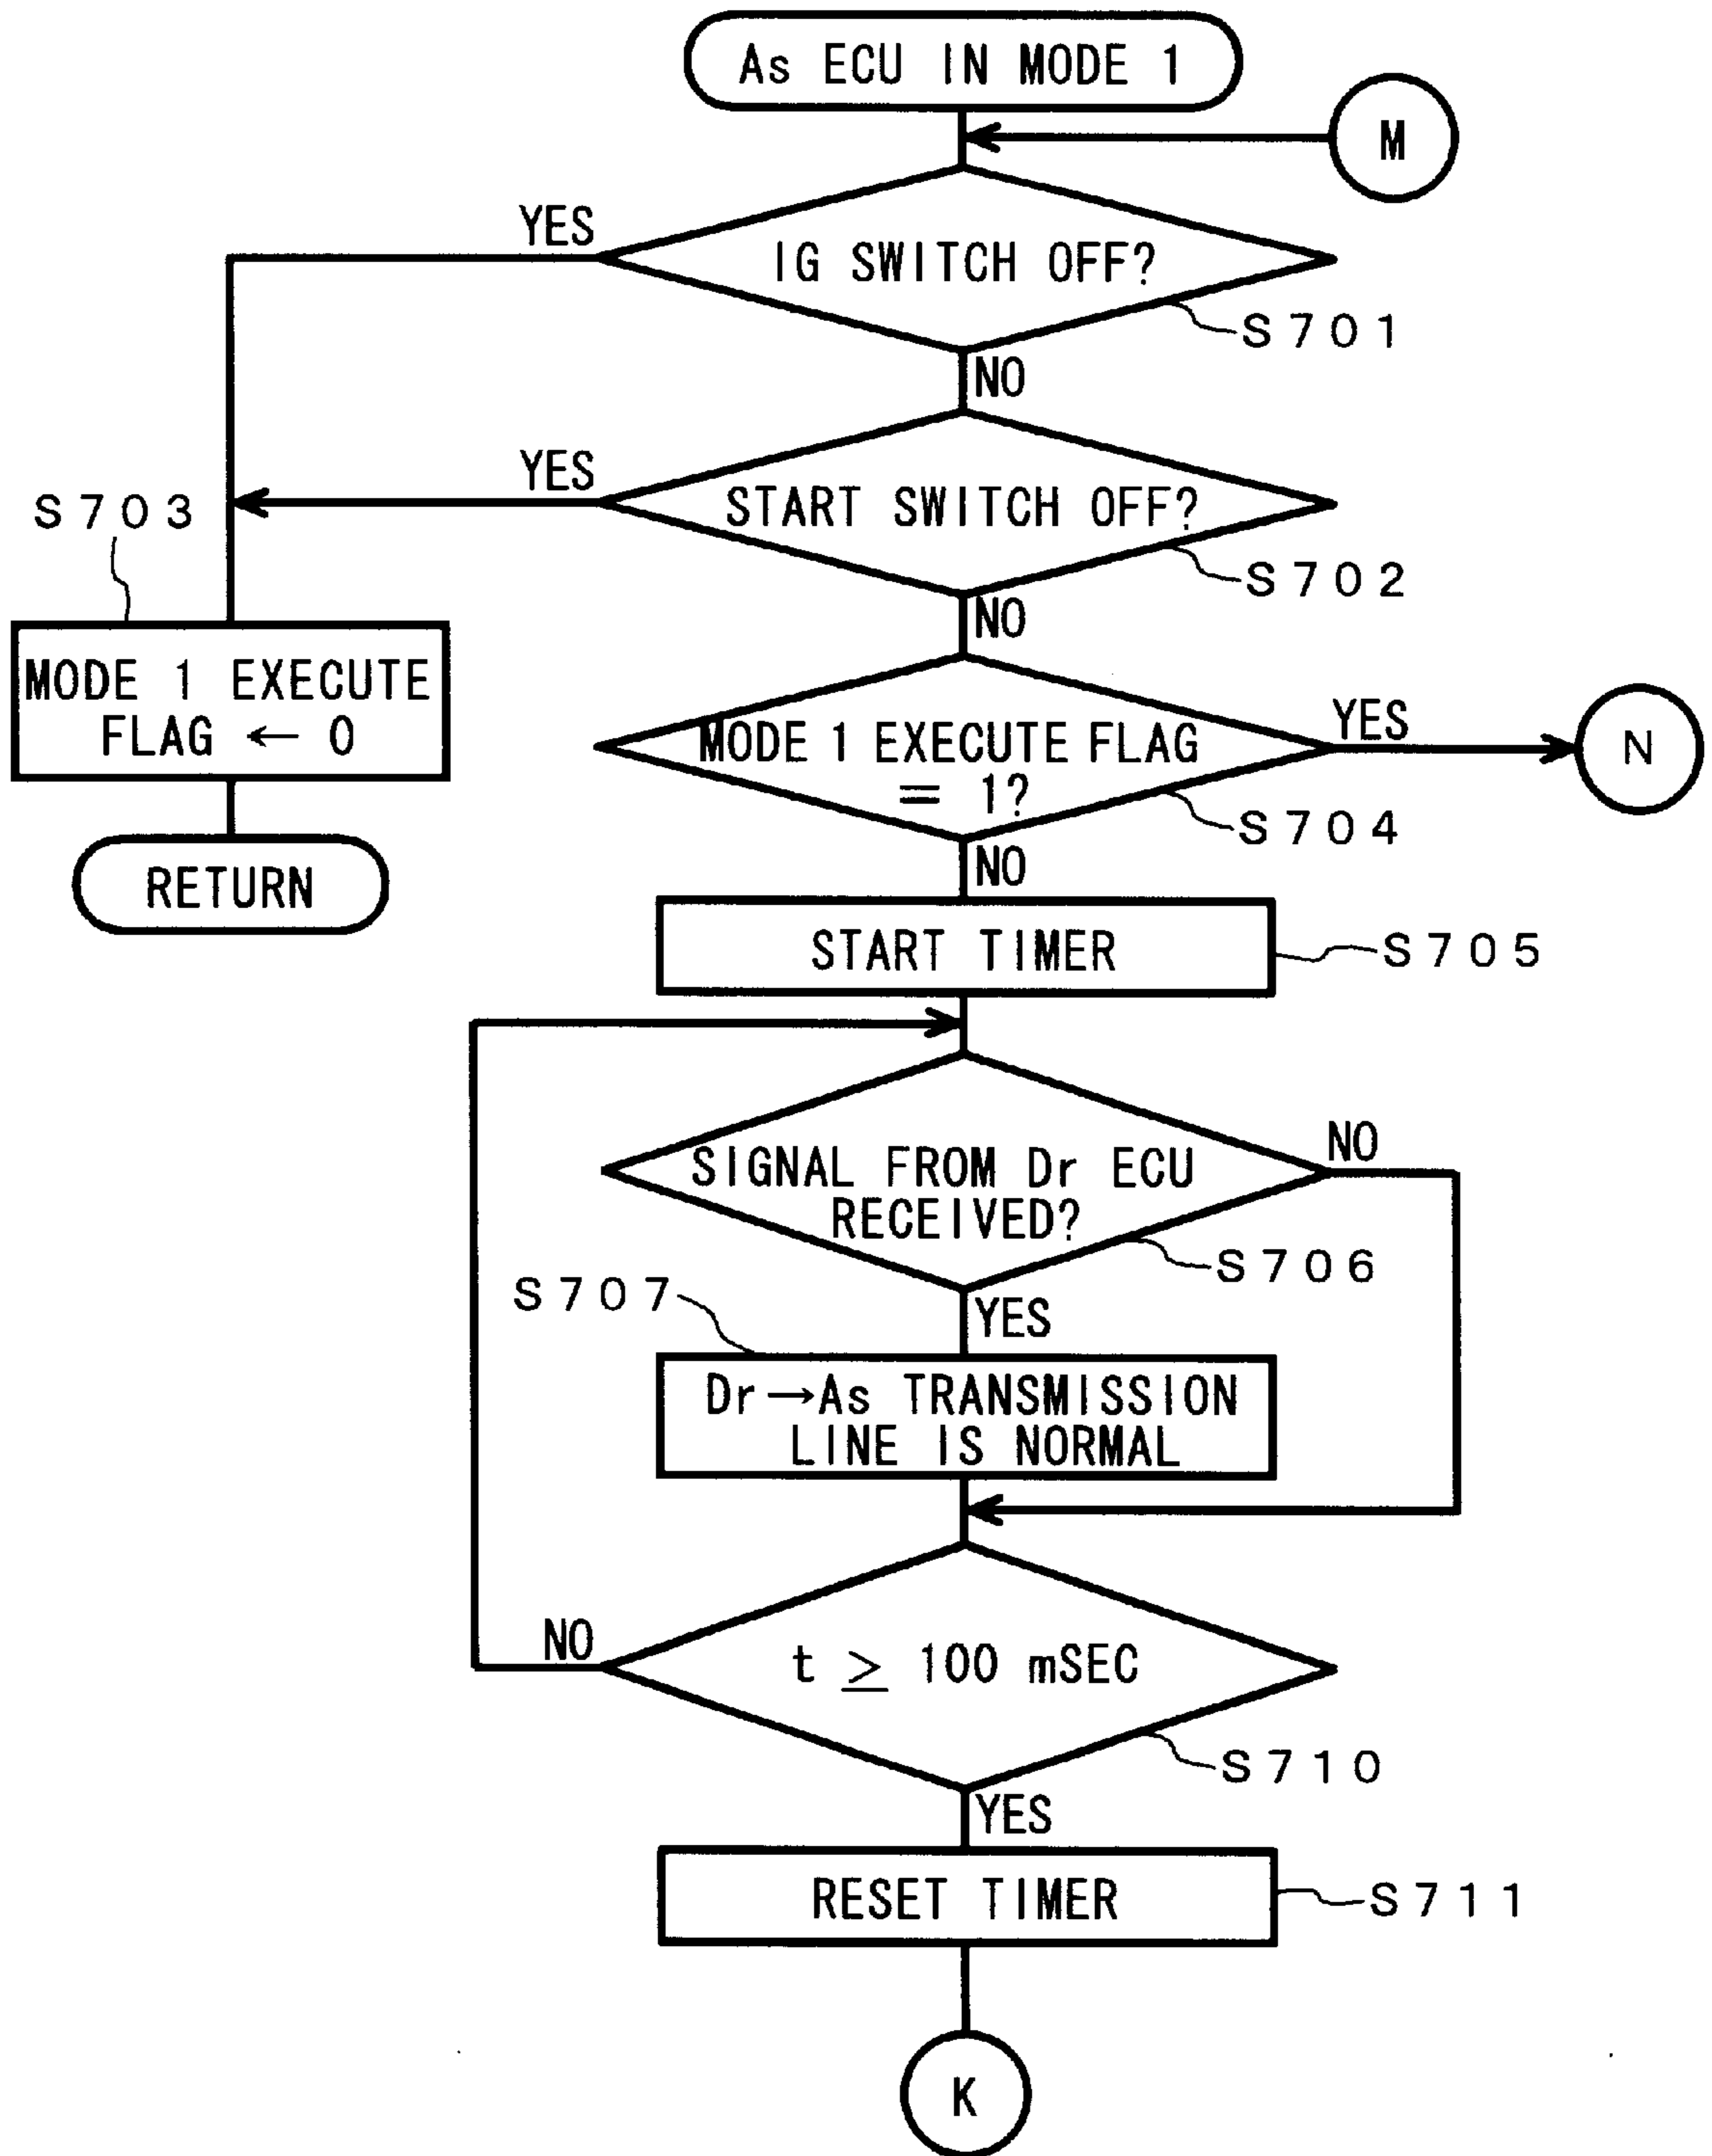 As ECU IN MODE 1
M
YES
IG SWITCH OFF?
S701
NO
YES
START SWITCH OFF?
S702
S703
NO
MODE 1 EXECUTE
FLAG ← 0
RETURN
MODE 1 EXECUTE FLAG
= 1?
YES
N
S704
NO
START TIMER
S705
SIGNAL FROM Dr ECU
RECEIVED?
NO
S706
YES
S707
Dr→As TRANSMISSION
LINE IS NORMAL
t ≥ 100 mSEC
NO
S710
YES
RESET TIMER
S711
K